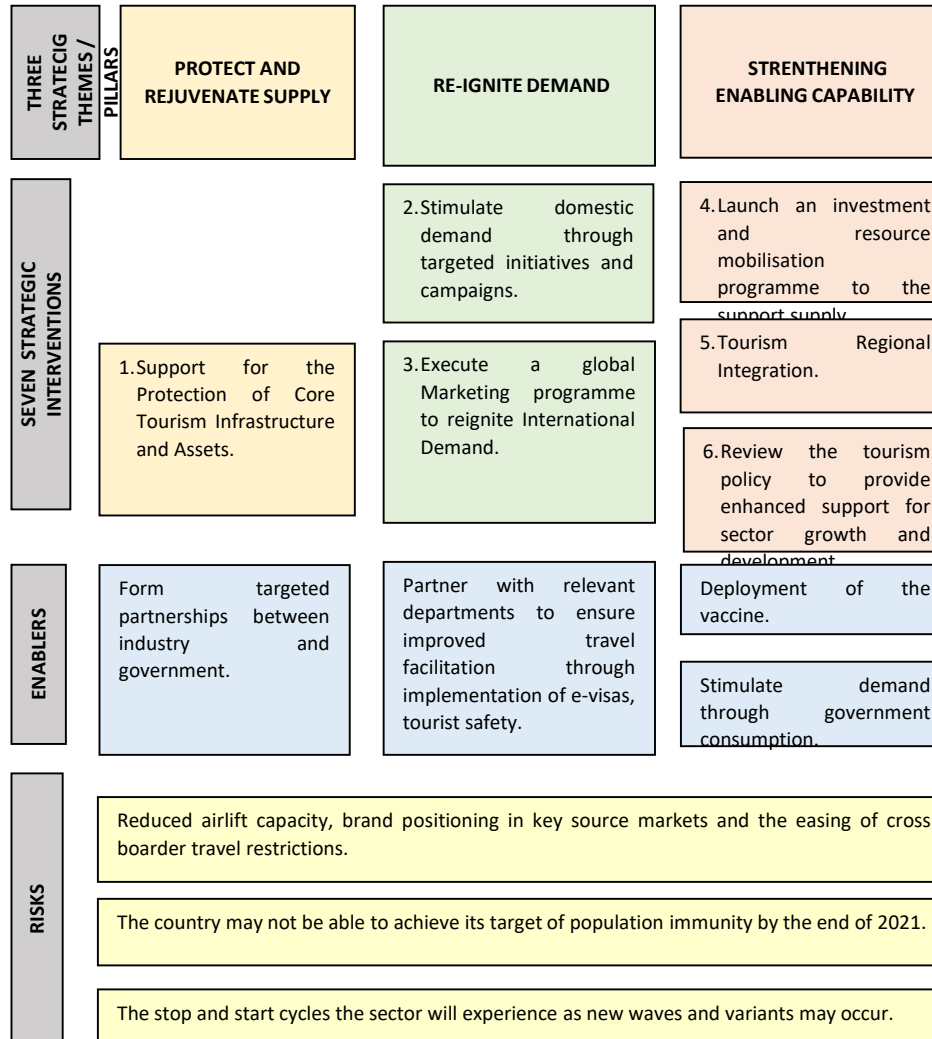 THREE
STRATECIG
THEMES /
PILLARS
PROTECT AND
REJUVENATE SUPPLY
RE-IGNITE DEMAND
STRENTHENING
ENABLING CAPABILITY
SEVEN STRATEGIC
INTERVENTIONS
1.Support for the
Protection of Core
Tourism Infrastructure
and Assets.
2.Stimulate domestic
demand through
targeted initiatives and
campaigns.
3.Execute a global
Marketing programme
to reignite International
Demand.
4.Launch an investment
and resource
mobilisation
programme to the
support supply
5.Tourism Regional
Integration.
6.Review the tourism
policy to provide
enhanced support for
sector growth and
development
ENABLERS
Form targeted
partnerships between
industry and
government.
Partner with relevant
departments to ensure
improved travel
facilitation through
implementation of e-visas,
tourist safety.
Deployment of the
vaccine.
Stimulate demand
through government
consumption.
RISKS
Reduced airlift capacity, brand positioning in key source markets and the easing of cross
boarder travel restrictions.
The country may not be able to achieve its target of population immunity by the end of 2021.
The stop and start cycles the sector will experience as new waves and variants may occur.